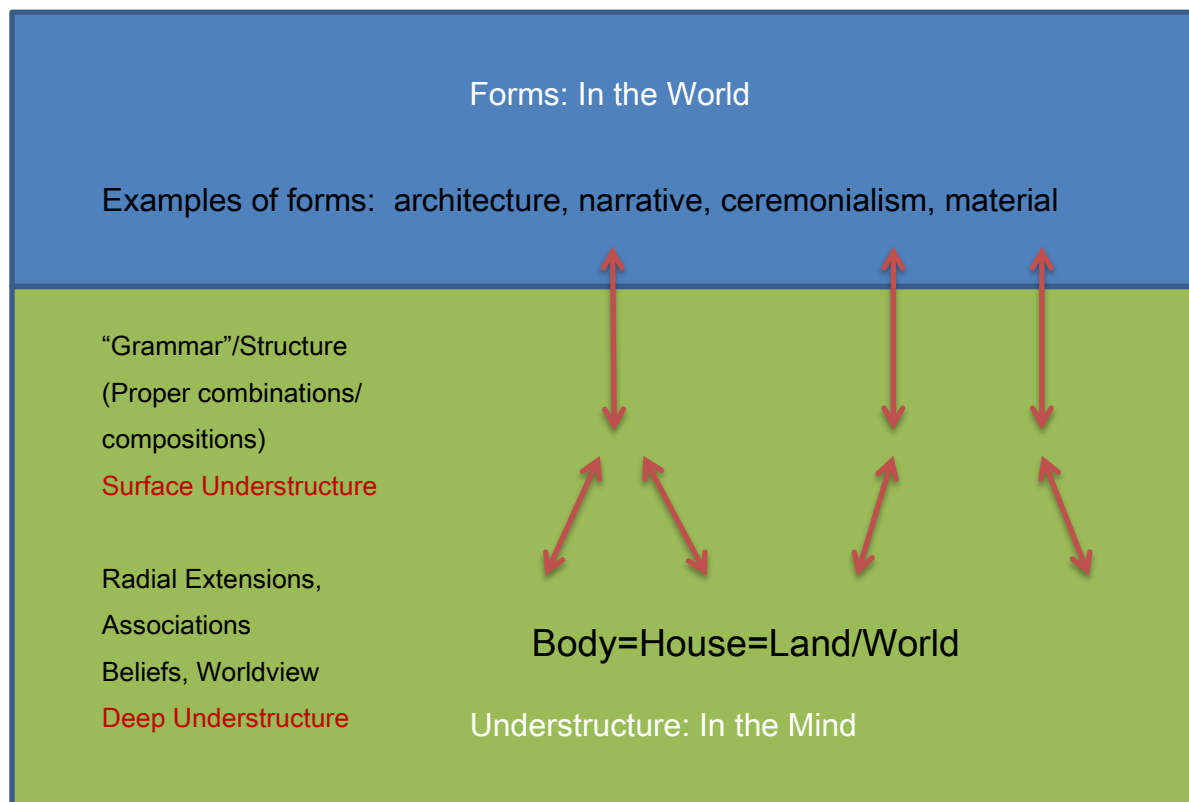 Forms: In the World
Examples of forms:  architecture, narrative, ceremonialism, material
“Grammar”/Structure
(Proper combinations/
compositions)
Surface Understructure
Radial Extensions,
Associations
Beliefs, Worldview
Deep Understructure
Body=House=Land/World
Understructure: In the Mind